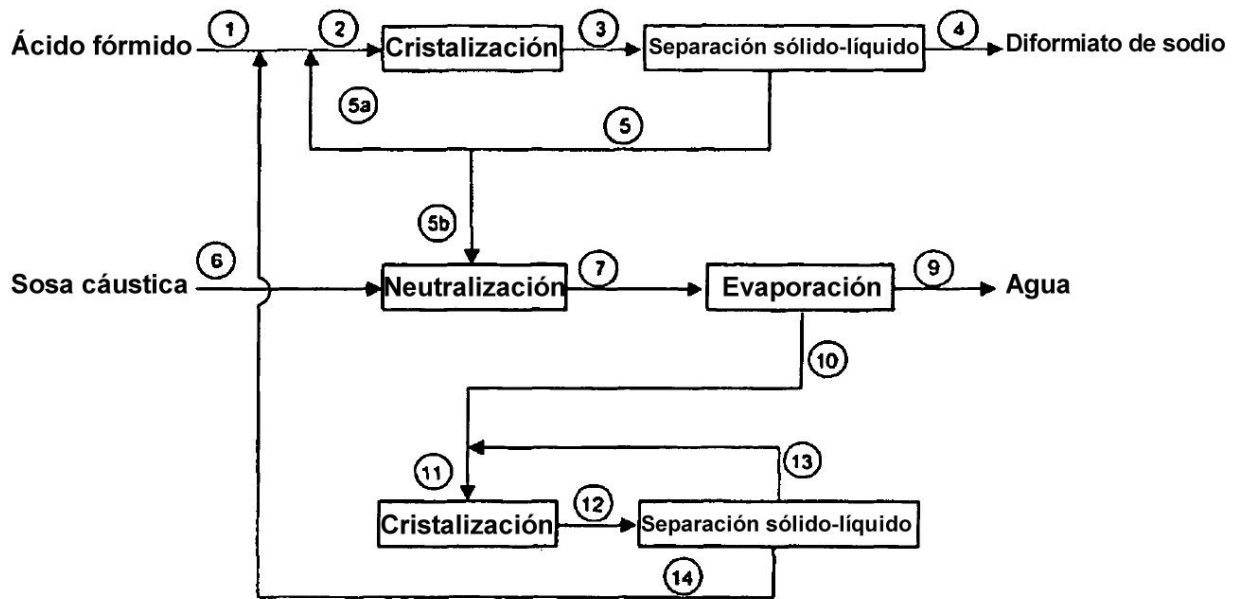 1
2
3
4
Ácido fórmido
Cristalización
Separación sólido-líquido
Diformiato de sodio
5a
5
5b
6
7
9
Sosa cáustica
Neutralización
Evaporación
Agua
10
13
11
12
Cristalización
Separación sólido-líquido
14